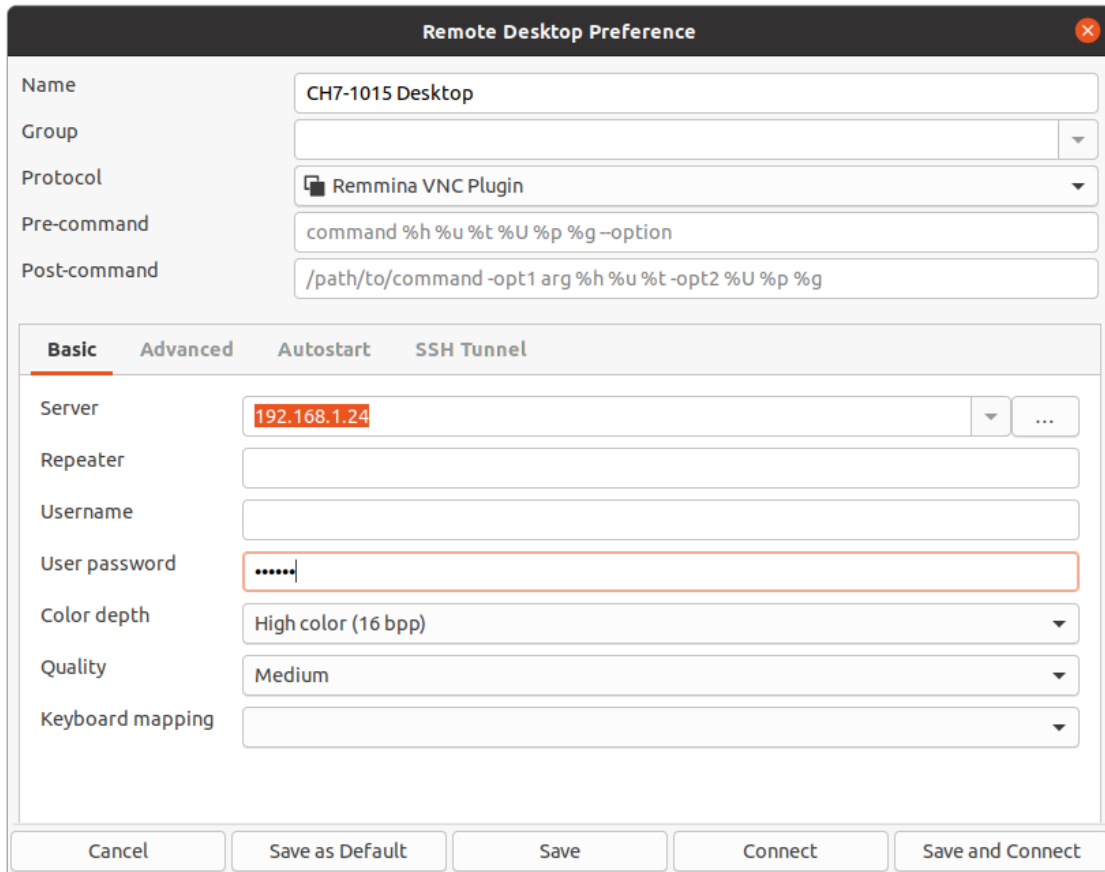 Remote Desktop Preference
Name
CH7-1015 Desktop
Group
Protocol
Remmina VNC Plugin
Pre-command
command %h %u %t %U %p %g --option
Post-command
/path/to/command -opt1 arg %h %u %t -opt2 %U %p %g
Basic Advanced Autostart SSH Tunnel
Server
192.168.1.24
...
Repeater
Username
User password
••••••
Color depth
High color (16 bpp)
Quality
Medium
Keyboard mapping
Cancel Save as Default Save Connect Save and Connect